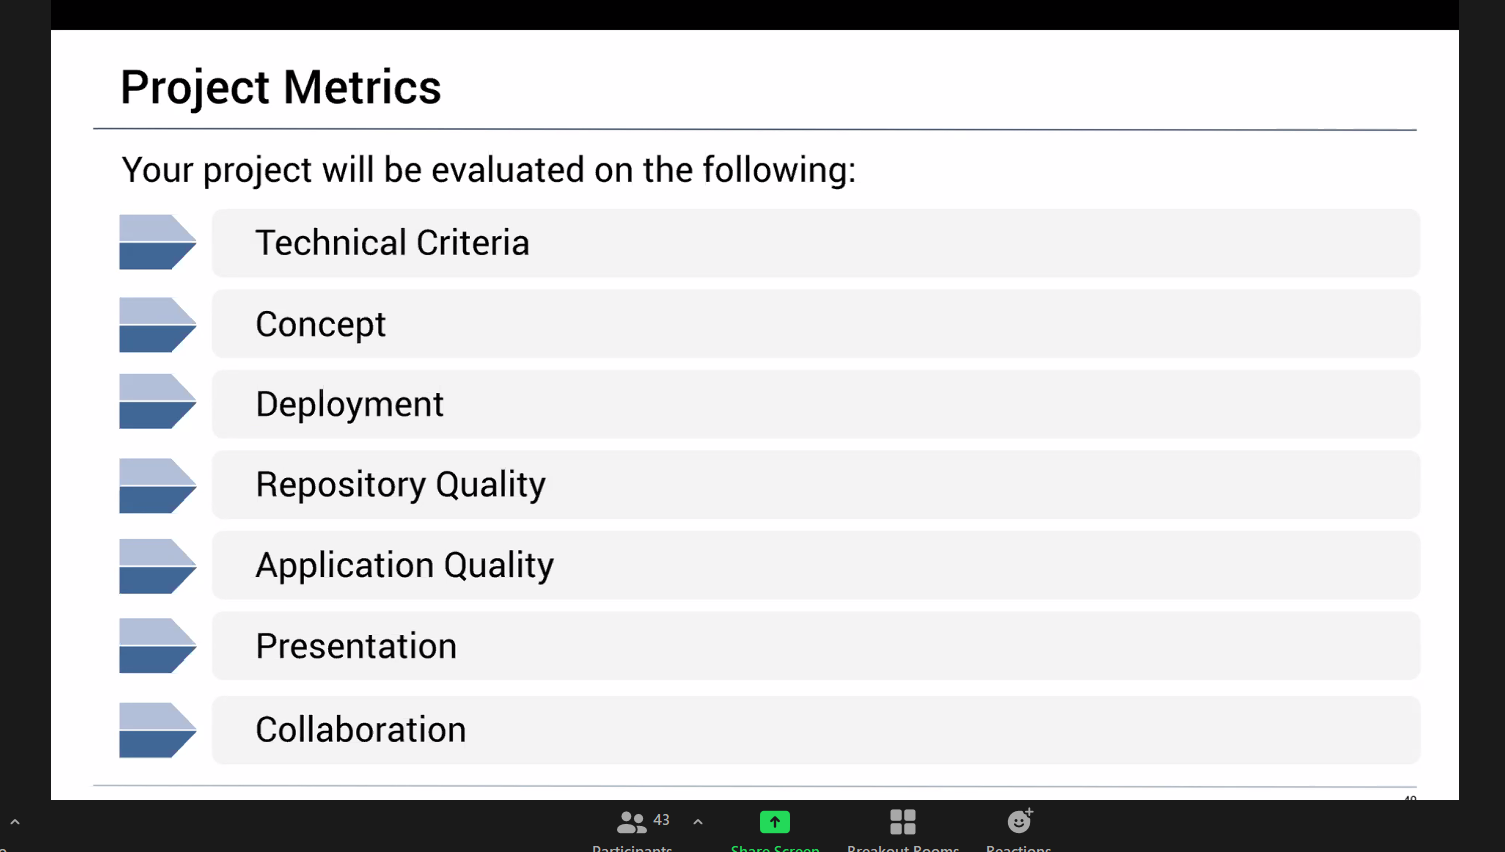 Project Metrics
Your project will be evaluated on the following:
Technical Criteria
Concept
Deployment
Repository Quality
Application Quality
Presentation
Collaboration
43
Participants
Share Screen
Breakout Rooms
Reactions